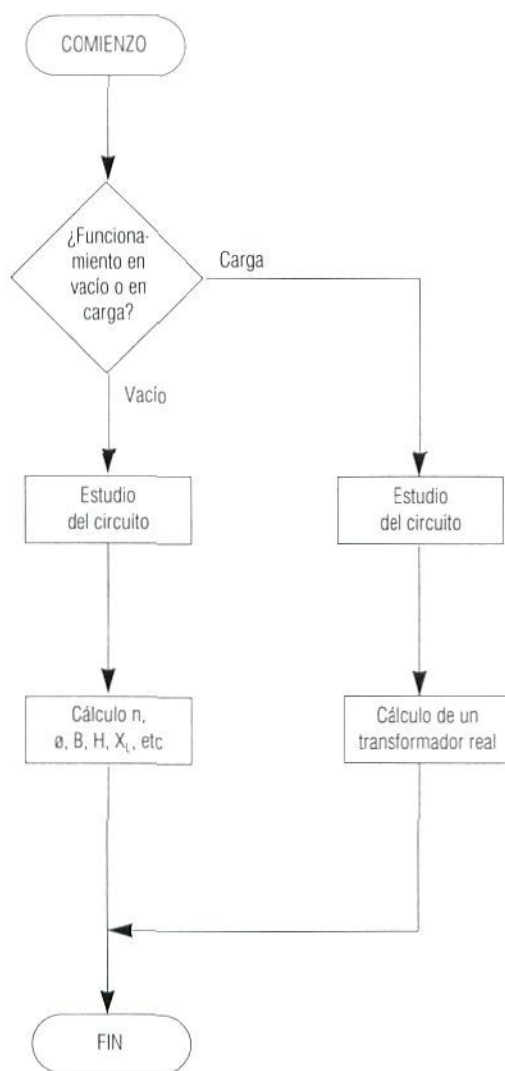 COMIENZO
¿Funciona-
miento en
vacío o en
carga?
Carga
Vacío
Estudio
del circuito
Estudio
del circuito
Cálculo n,
ø, B, H, X_L, etc
Cálculo de un
transformador real
FIN